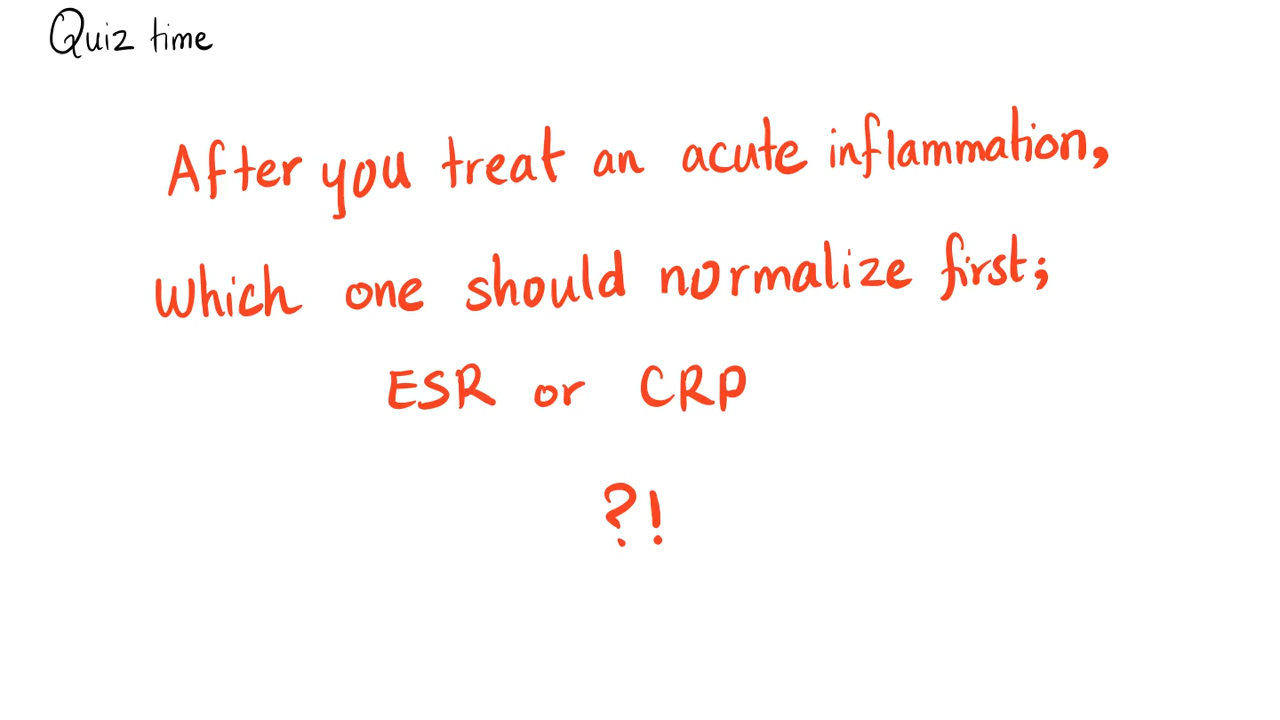 Quiz time
After you treat an acute inflammation,
Which one should normalize first;
ESR or CRP
?!